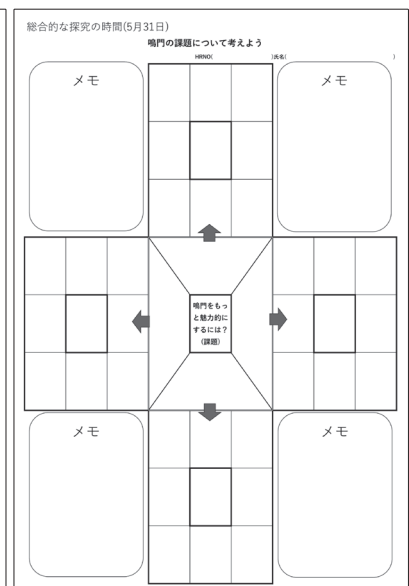 総合的な探究の時間(5月31日)
鳴門の課題について考えよう
HRNO( )氏名( )
メモ
メモ
鳴門をもっ
と魅力的に
するには？
(課題)
メモ
メモ